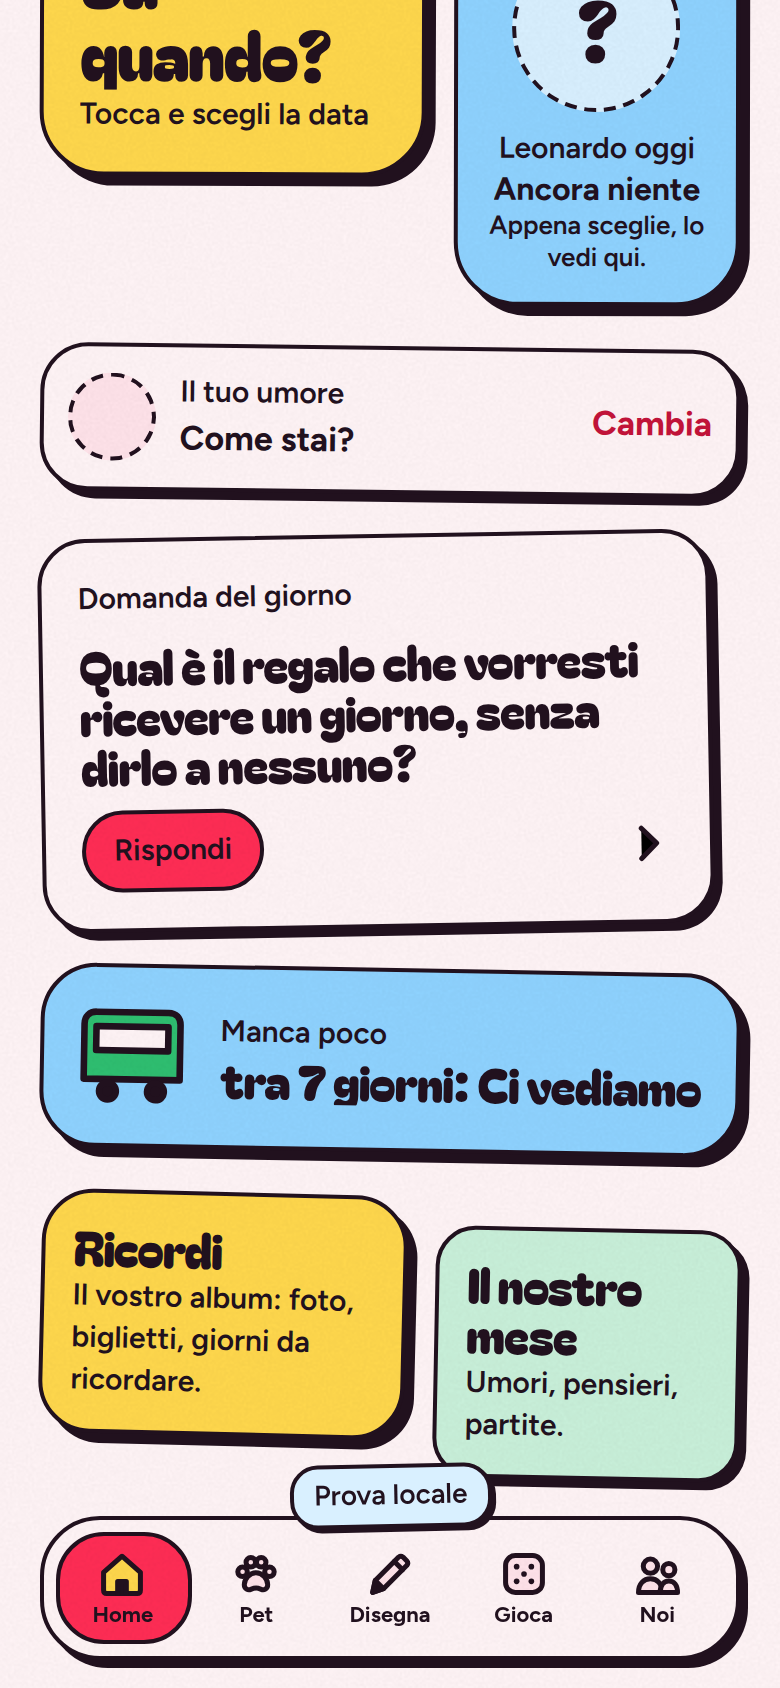 quando?
Tocca e scegli la data
?
Leonardo oggi
Ancora niente
Appena sceglie, lo
vedi qui.
Il tuo umore
Come stai?
Cambia
Domanda del giorno
Qual è il regalo che vorresti
ricevere un giorno, senza
dirlo a nessuno?
Rispondi
Manca poco
tra 7 giorni: Ci vediamo
Ricordi
Il vostro album: foto,
biglietti, giorni da
ricordare.
Il nostro
mese
Umori, pensieri,
partite.
Prova locale
Home
Pet
Disegna
Gioca
Noi